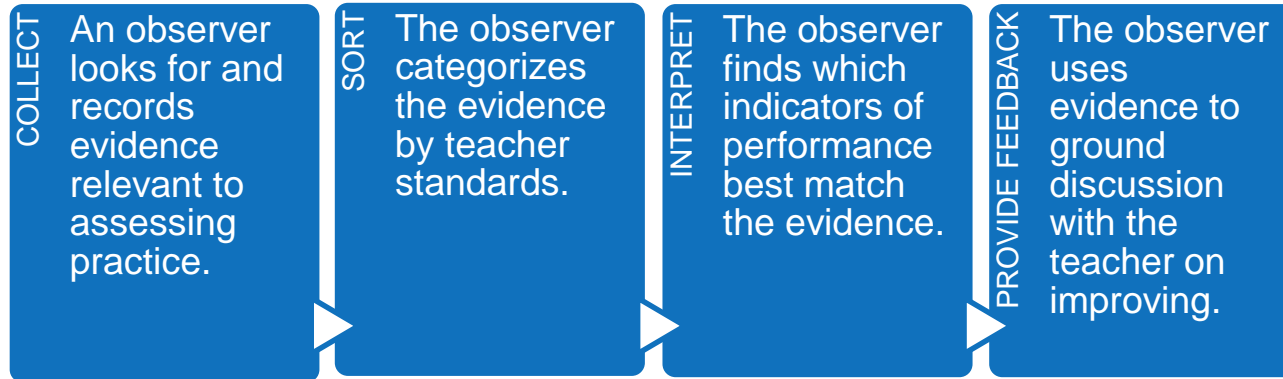 COLLECT
An observer
looks for and
records
evidence
relevant to
assessing
practice.
SORT
The observer
categorizes
the evidence
by teacher
standards.
INTERPRET
The observer
finds which
indicators of
performance
best match
the evidence.
PROVIDE FEEDBACK
The observer
uses
evidence to
ground
discussion
with the
teacher on
improving.